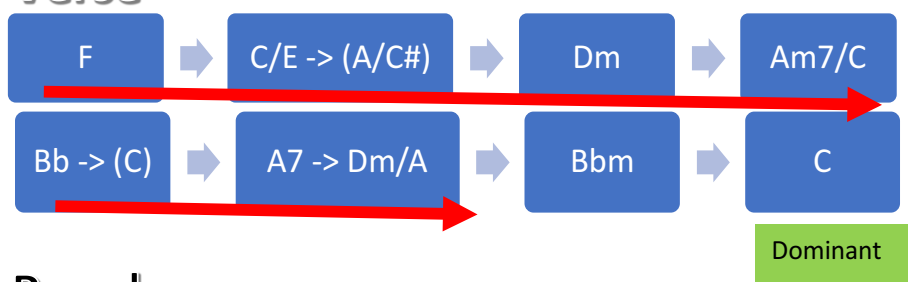 F C/E -> (A/C#) Dm Am7/C
Bb -> (C) A7 -> Dm/A Bbm C
Dominant